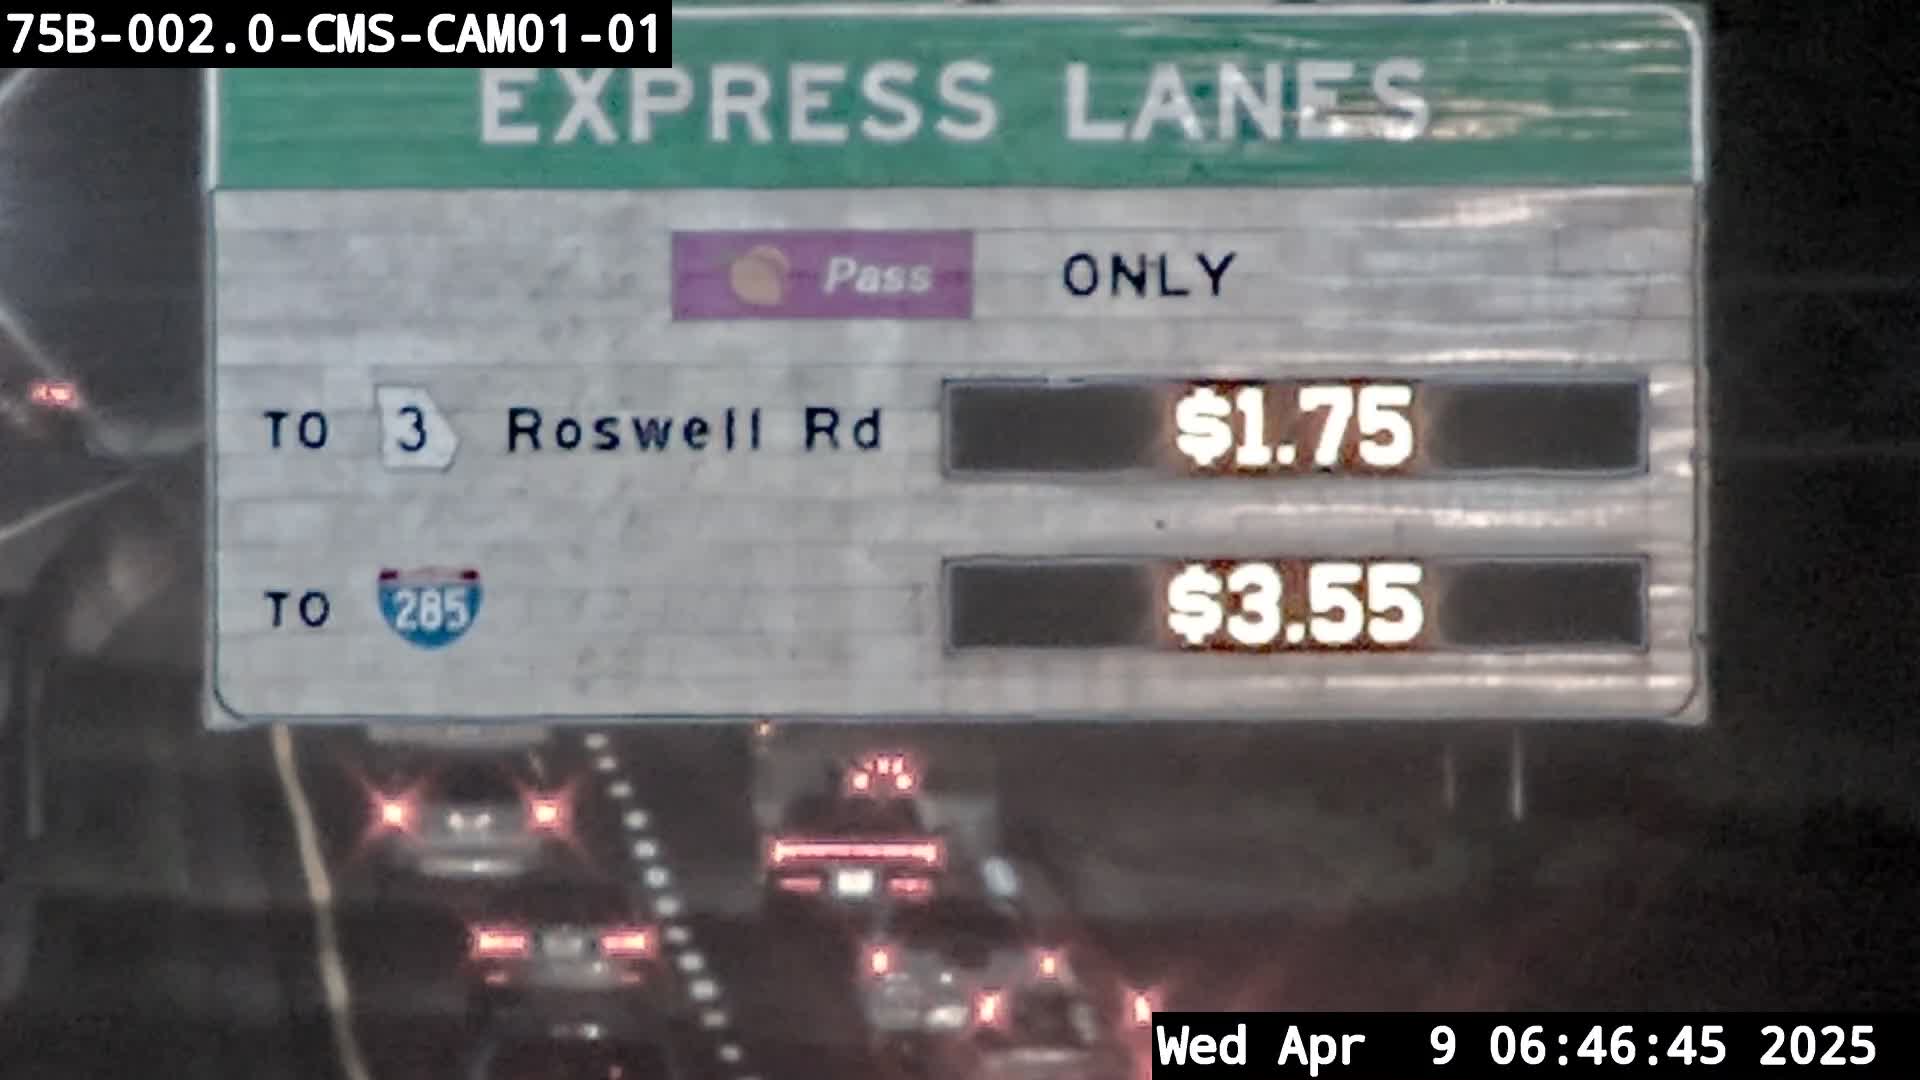 75B-002.0-CMS-CAM01-01
EXPRESS LANES
Pass ONLY
TO 3 Roswell Rd $1.75
TO 285 $3.55
Wed Apr 9 06:46:45 2025